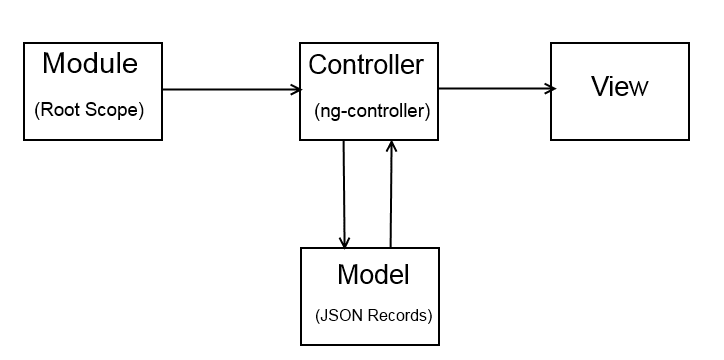 Module
(Root Scope)
Controller
(ng-controller)
View
Model
(JSON Records)